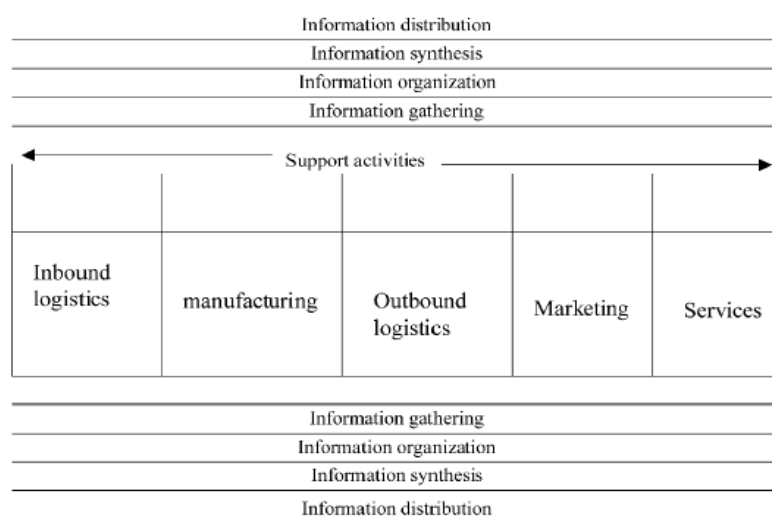 Information distribution
Information synthesis
Information organization
Information gathering
Support activities
Inbound
logistics
manufacturing
Outbound
logistics
Marketing
Services
Information gathering
Information organization
Information synthesis
Information distribution